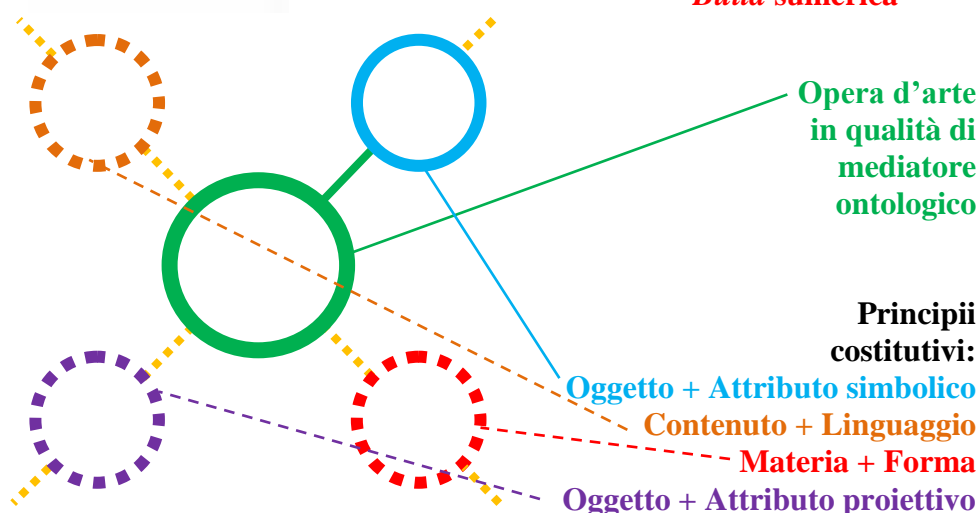 Bulla sumerica
Opera d’arte
in qualità di
mediatore
ontologico
Principii
costitutivi:
Oggetto + Attributo simbolico
Contenuto + Linguaggio
Materia + Forma
Oggetto + Attributo proiettivo